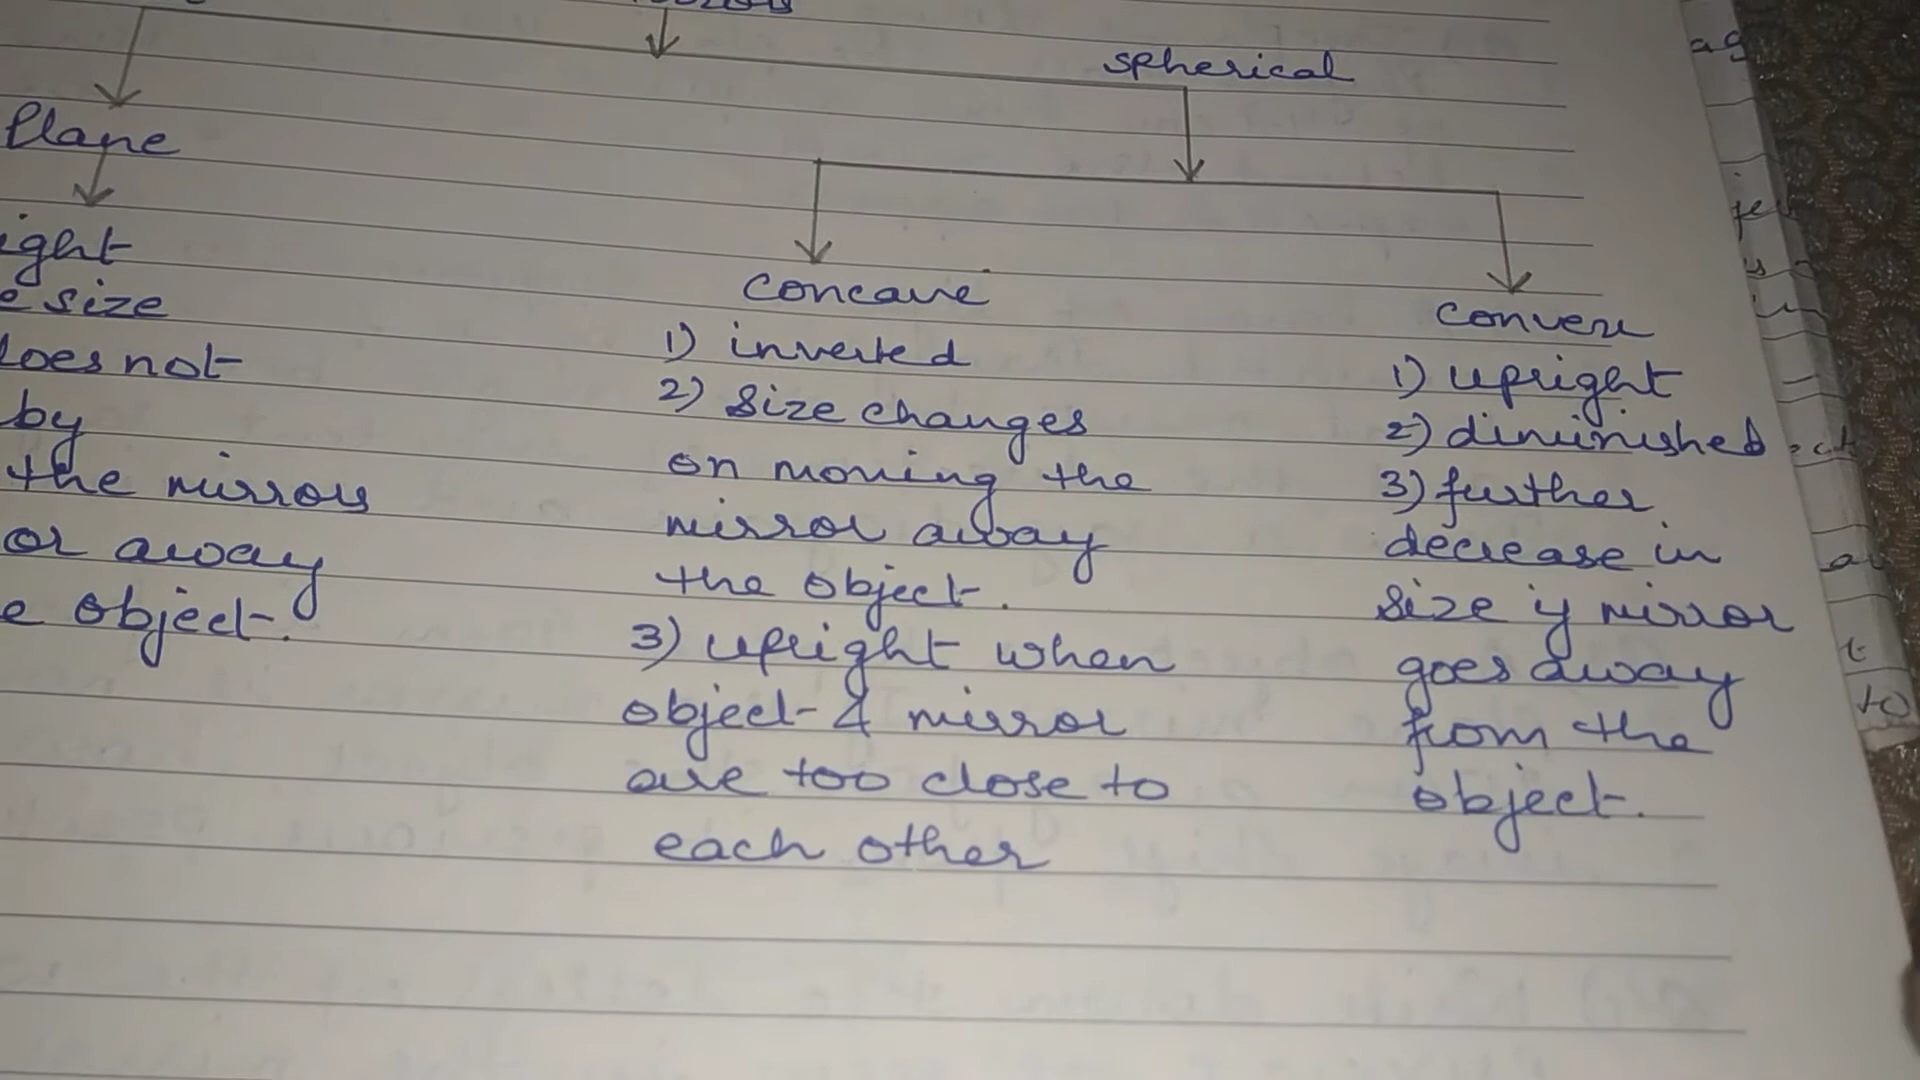 spherical
Plane
ight
e size
does not
by
the mirrors
or away
e object.
concave
1) inverted
2) size changes
on moving the
mirror away
the object.
3) upright when
object & mirror
are too close to
each other
convex
1) upright
2) diminished
3) further
decrease in
size if mirror
goes away
from the
object.